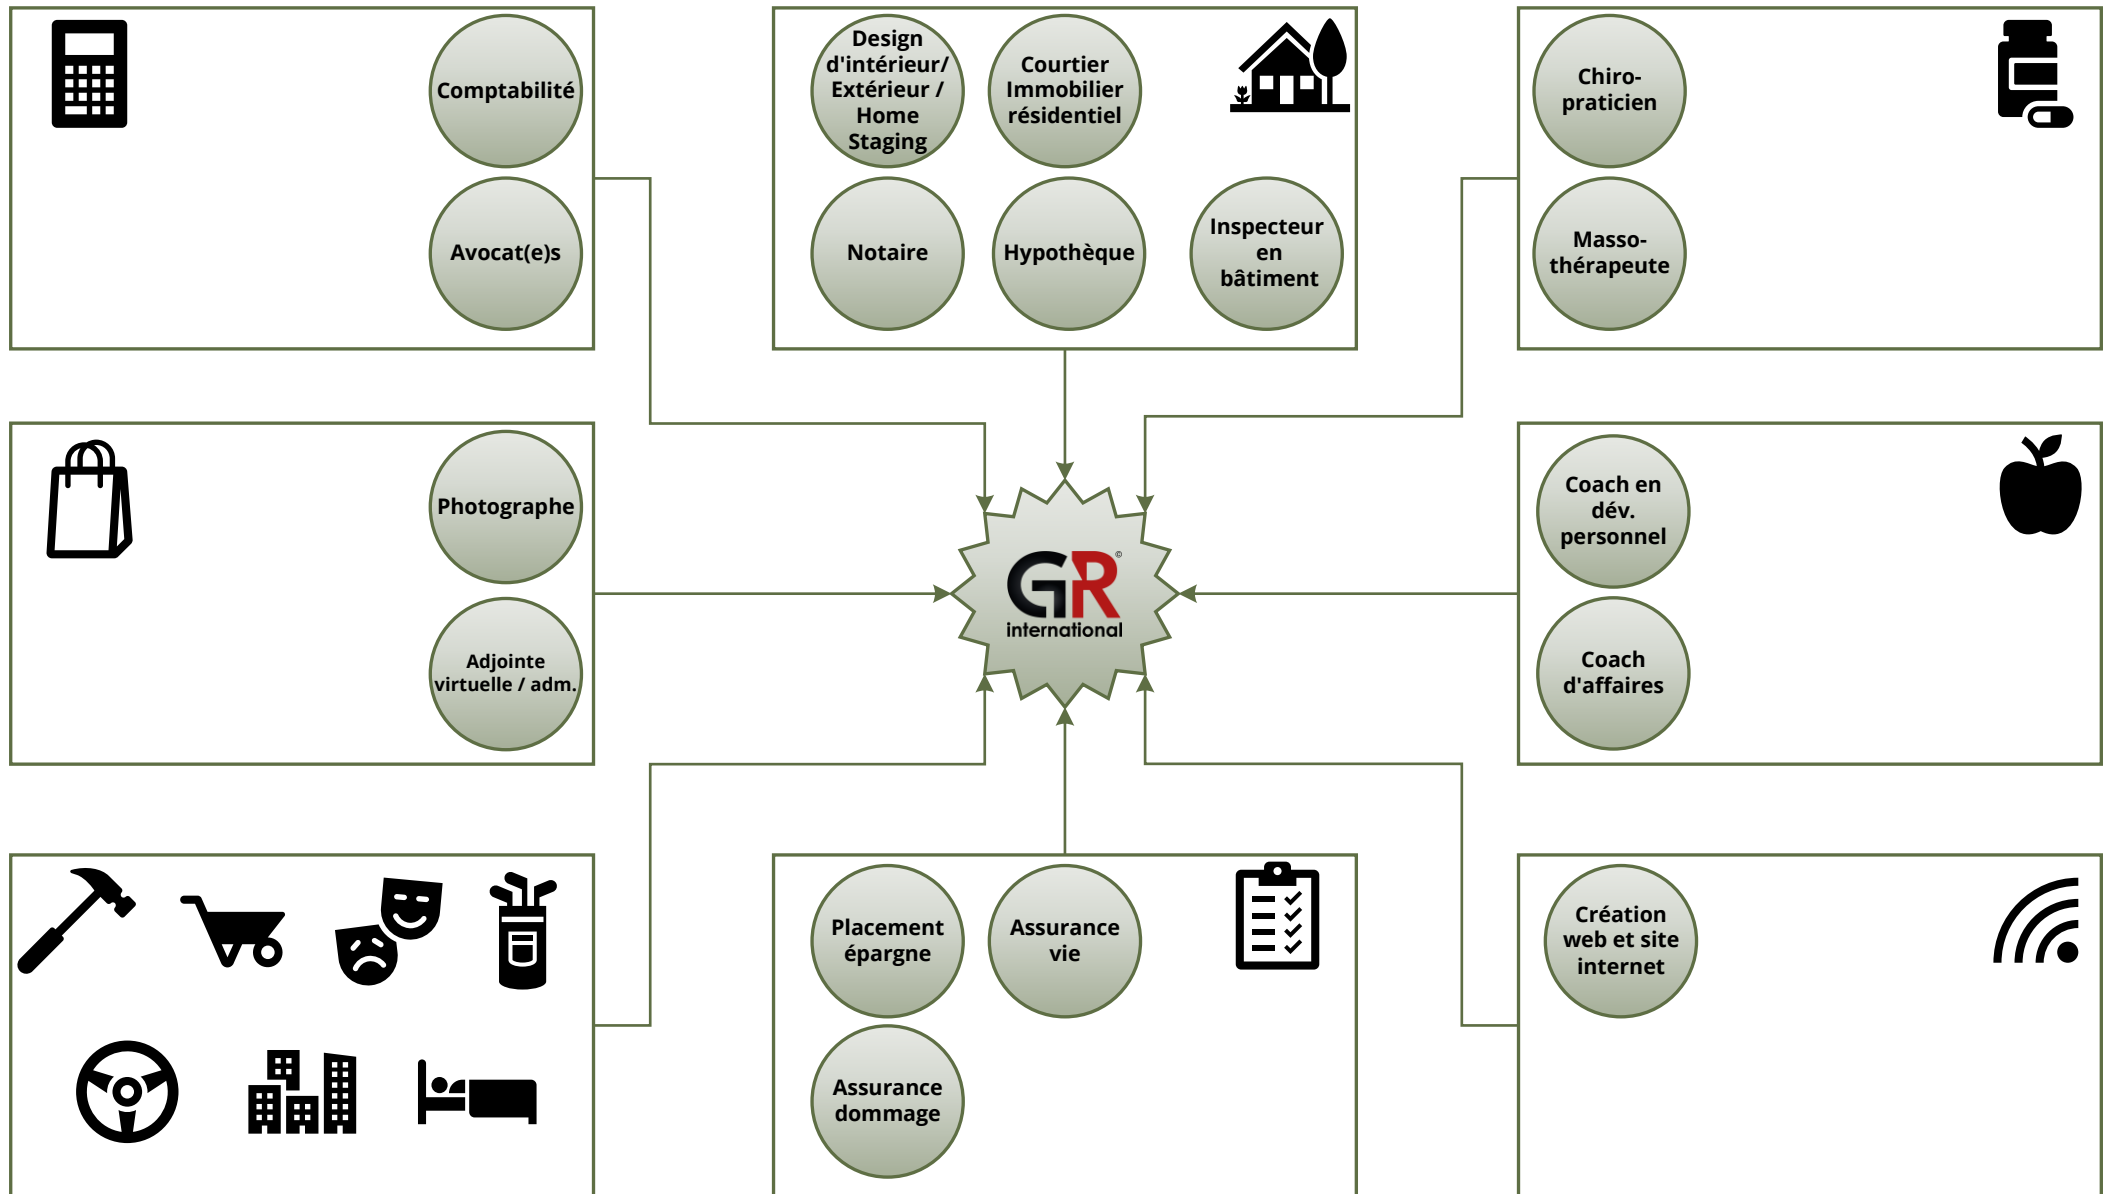 Comptabilité
Avocat(e)s
Design
d'intérieur/
Extérieur /
Home
Staging
Courtier
Immobilier
résidentiel
Notaire
Hypothèque
Inspecteur
en
bâtiment
Chiro-
praticien
Masso-
thérapeute
Photographe
Adjointe
virtuelle / adm.
GR©
international
Coach en
dév.
personnel
Coach
d'affaires
Placement
épargne
Assurance
vie
Assurance
dommage
Création
web et site
internet